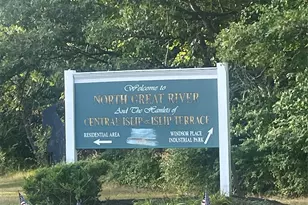 Welcome to
NORTH GREAT RIVER
And The Hamlets of
CENTRAL ISLIP - ISLIP TERRACE
RESIDENTIAL AREA
WINDSOR PLACE
INDUSTRIAL PARK